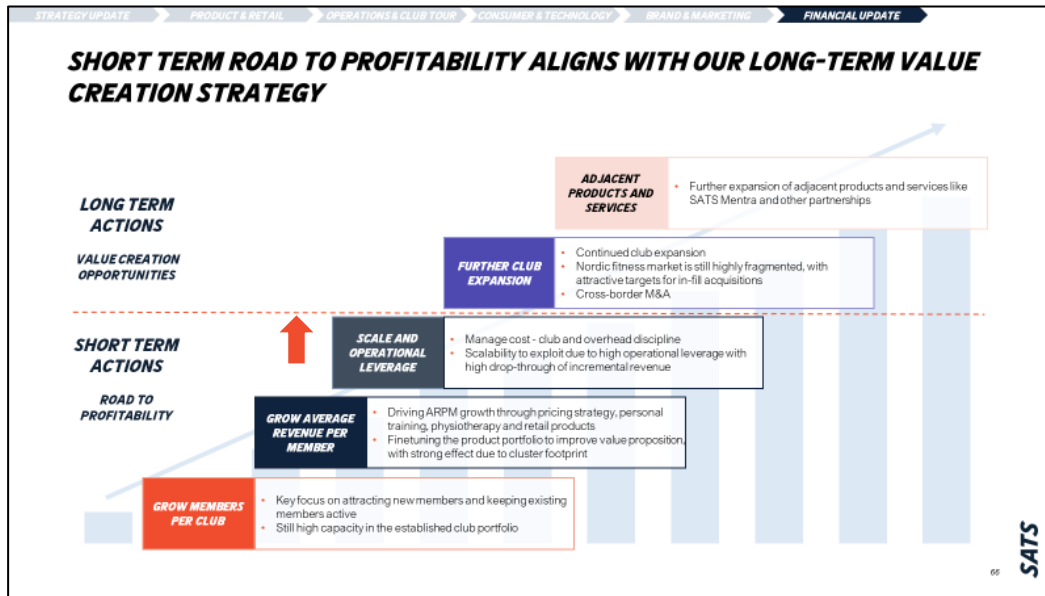 STRATEGY UPDATE
PRODUCT & RETAIL
OPERATIONS & CLUB TOUR
CONSUMER & TECHNOLOGY
BRAND & MARKETING
FINANCIAL UPDATE
SHORT TERM ROAD TO PROFITABILITY ALIGNS WITH OUR LONG-TERM VALUE
CREATION STRATEGY
LONG TERM
ACTIONS
VALUE CREATION
OPPORTUNITIES
ADJACENT
PRODUCTS AND
SERVICES
• Further expansion of adjacent products and services like
SATS Mentra and other partnerships
FURTHER CLUB
EXPANSION
• Continued club expansion
• Nordic fitness market is still highly fragmented, with
attractive targets for in-fill acquisitions
• Cross-border M&A
SHORT TERM
ACTIONS
ROAD TO
PROFITABILITY
SCALE AND
OPERATIONAL
LEVERAGE
• Manage cost - club and overhead discipline
• Scalability to exploit due to high operational leverage with
high drop-through of incremental revenue
GROW AVERAGE
REVENUE PER
MEMBER
• Driving ARPM growth through pricing strategy, personal
training, physiotherapy and retail products
• Finetuning the product portfolio to improve value proposition,
with strong effect due to cluster footprint
GROW MEMBERS
PER CLUB
• Key focus on attracting new members and keeping existing
members active
• Still high capacity in the established club portfolio
66
SATS